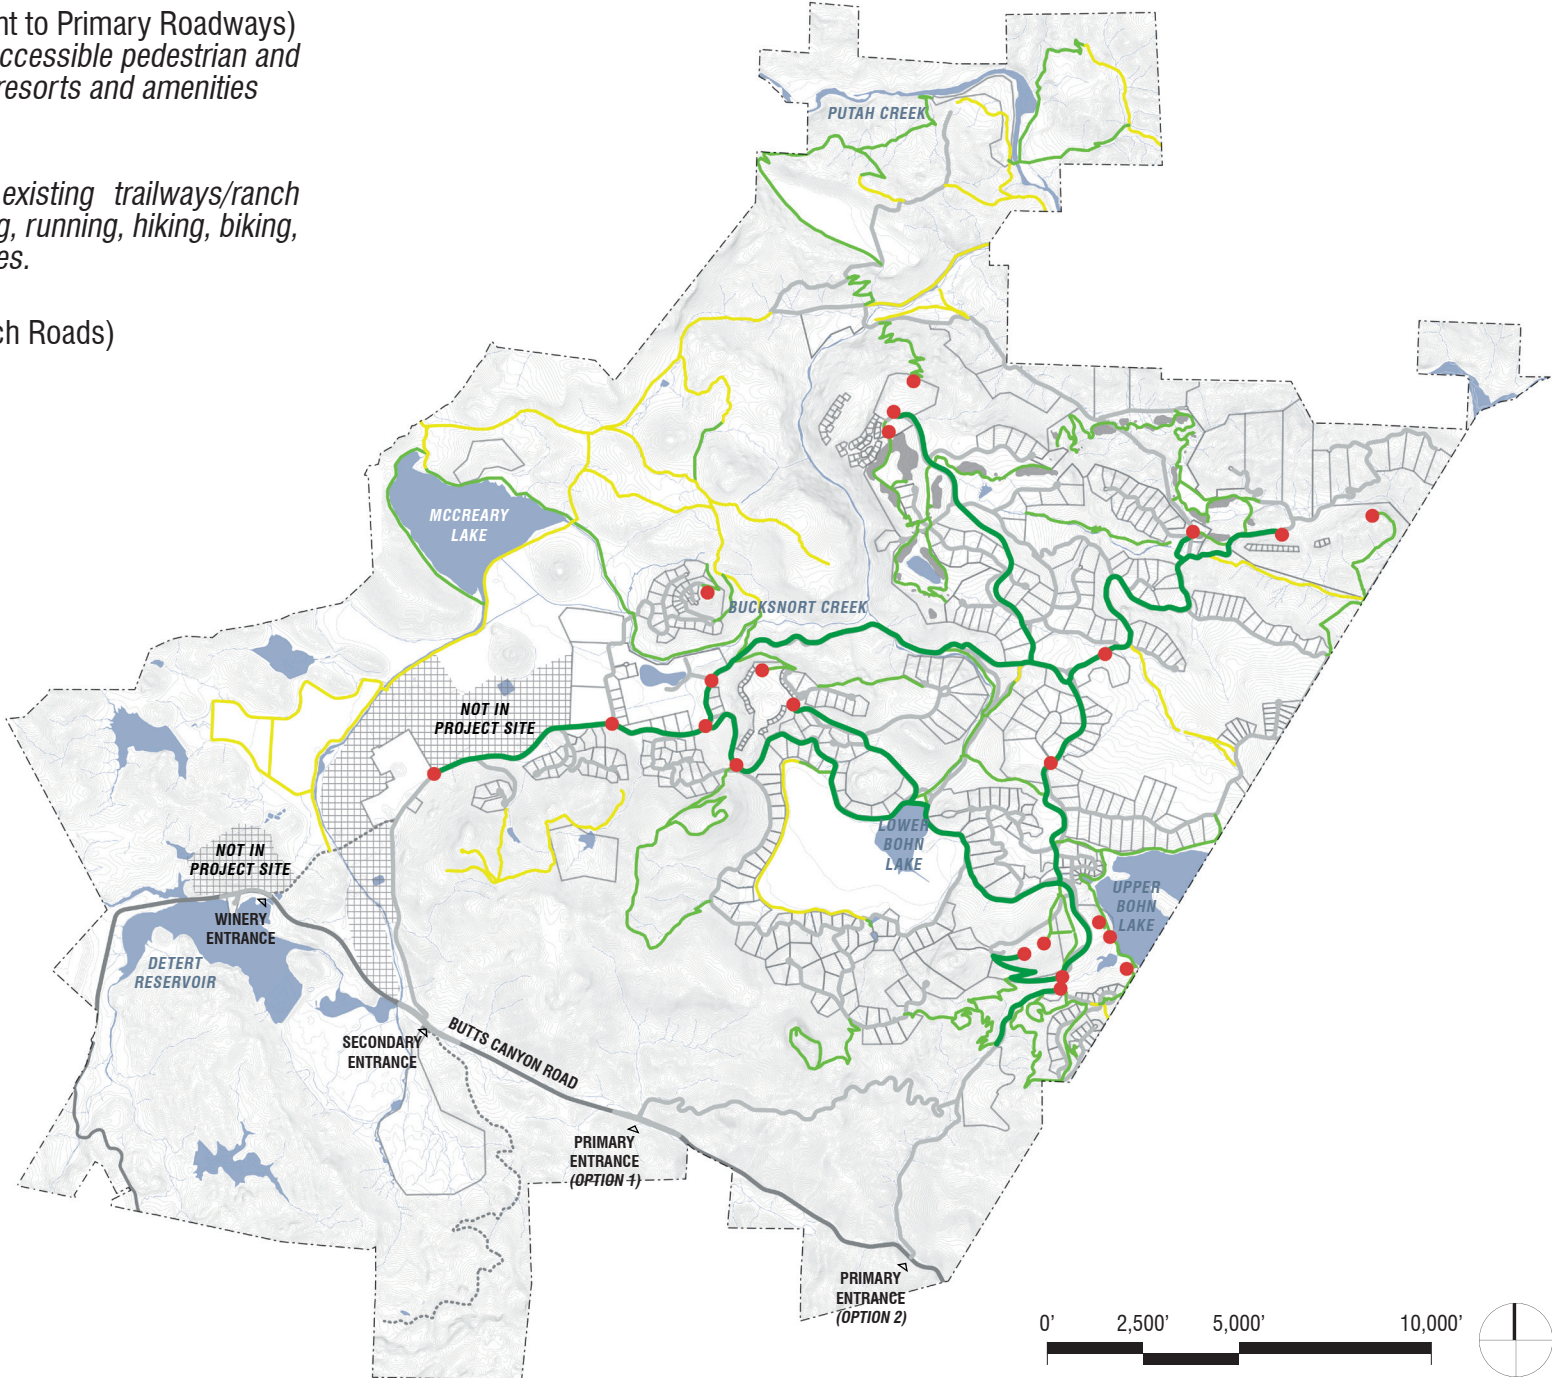 nt to Primary Roadways)
ccessible pedestrian and
resorts and amenities
existing trailways/ranch
g, running, hiking, biking,
es.
ch Roads)
PUTAH CREEK
MCCREARY
LAKE
BUCKSNORT CREEK
NOT IN
PROJECT SITE
LOWER
BOHN
LAKE
NOT IN
PROJECT SITE
UPPER
BOHN
LAKE
WINERY
ENTRANCE
DETERT
RESERVOIR
SECONDARY
ENTRANCE
BUTTS CANYON ROAD
PRIMARY
ENTRANCE
(OPTION 1)
PRIMARY
ENTRANCE
(OPTION 2)
0' 2,500' 5,000' 10,000'